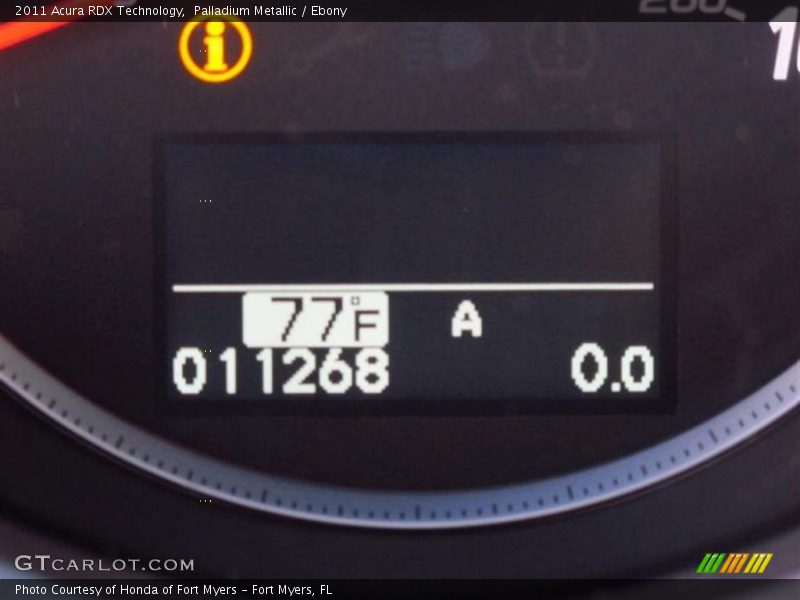 2011 Acura RDX Technology, Palladium Metallic / Ebony
77°F A
011268 0.0
GTCARLOT.COM
Photo Courtesy of Honda of Fort Myers - Fort Myers, FL